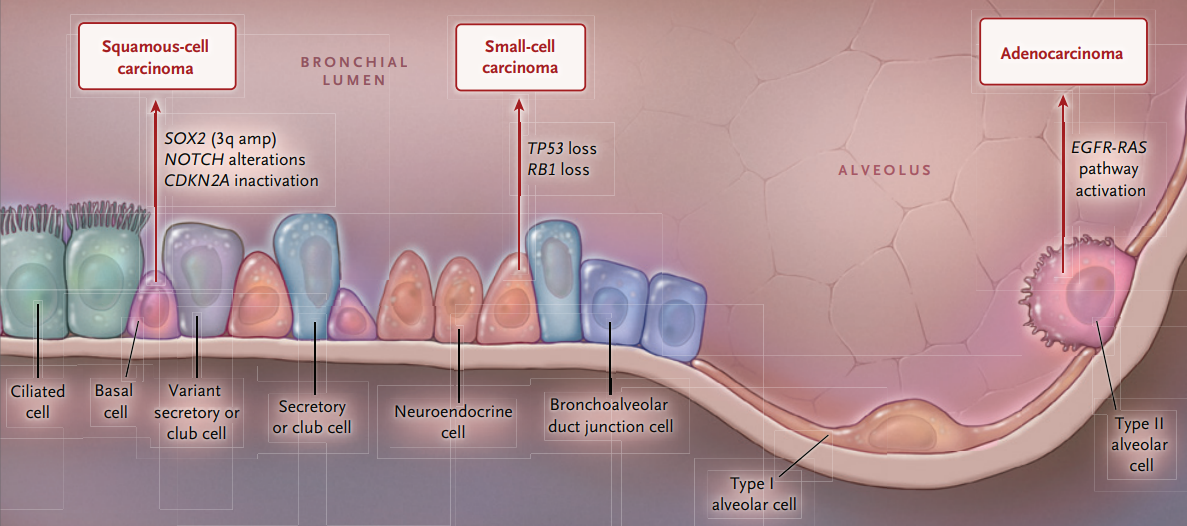 Squamous-cell
carcinoma
BRONCHIAL
LUMEN
Small-cell
carcinoma
Adenocarcinoma
SOX2 (3q amp)
NOTCH alterations
CDKN2A inactivation
TP53 loss
RB1 loss
ALVEOLUS
EGFR-RAS
pathway
activation
Ciliated
cell
Basal
cell
Variant
secretory or
club cell
Secretory
or club cell
Neuroendocrine
cell
Bronchoalveolar
duct junction cell
Type I
alveolar cell
Type II
alveolar
cell